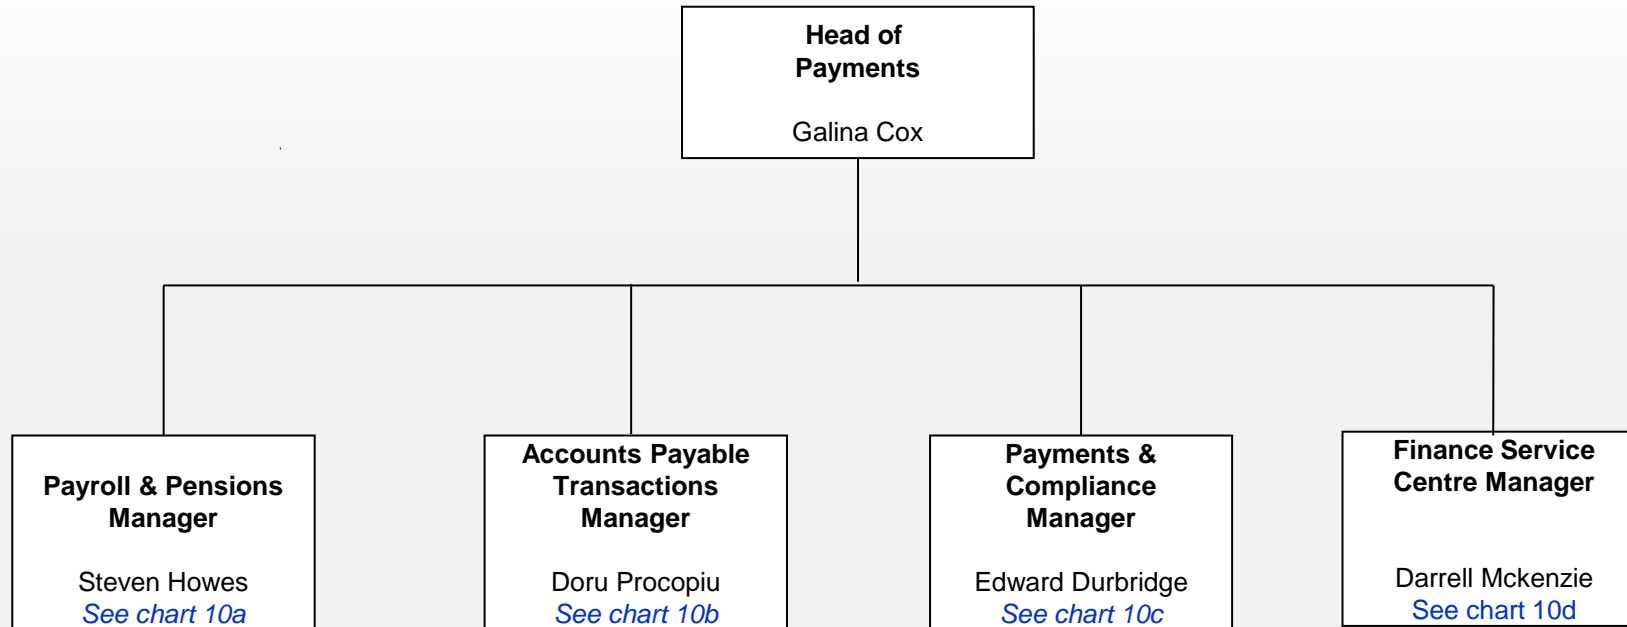 Head of
Payments
Galina Cox
Payroll & Pensions
Manager
Steven Howes
See chart 10a
Accounts Payable
Transactions
Manager
Doru Procopiu
See chart 10b
Payments &
Compliance
Manager
Edward Durbridge
See chart 10c
Finance Service
Centre Manager
Darrell Mckenzie
See chart 10d